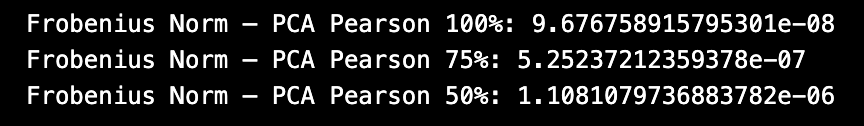 Frobenius Norm – PCA Pearson 100%: 9.676758915795301e-08
Frobenius Norm – PCA Pearson 75%: 5.25237212359378e-07
Frobenius Norm – PCA Pearson 50%: 1.1081079736883782e-06